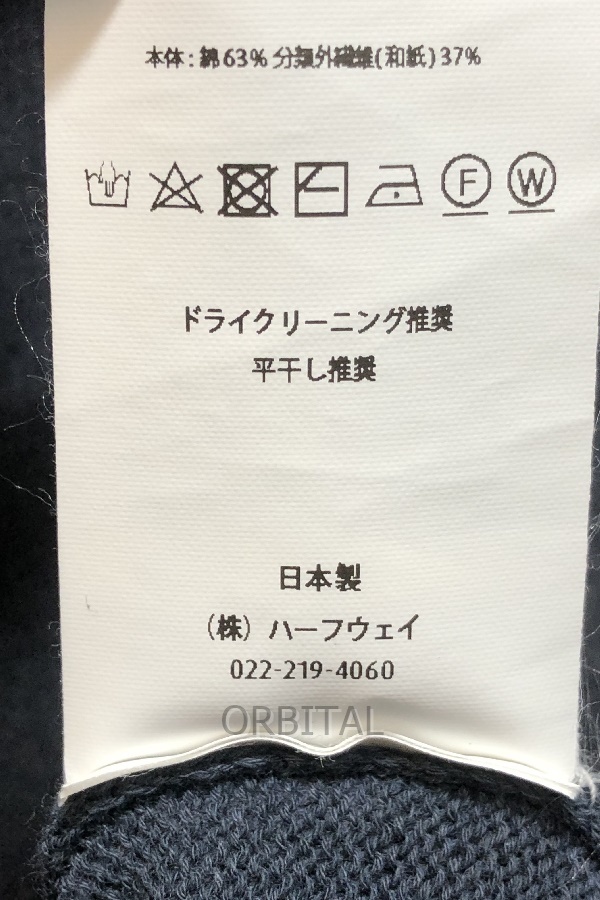 本体:綿63% 分類外繊維(和紙)37%
F W
ドライクリーニング推奨
平干し推奨
日本製
(株)ハーフウェイ
022-219-4060
ORBITAL